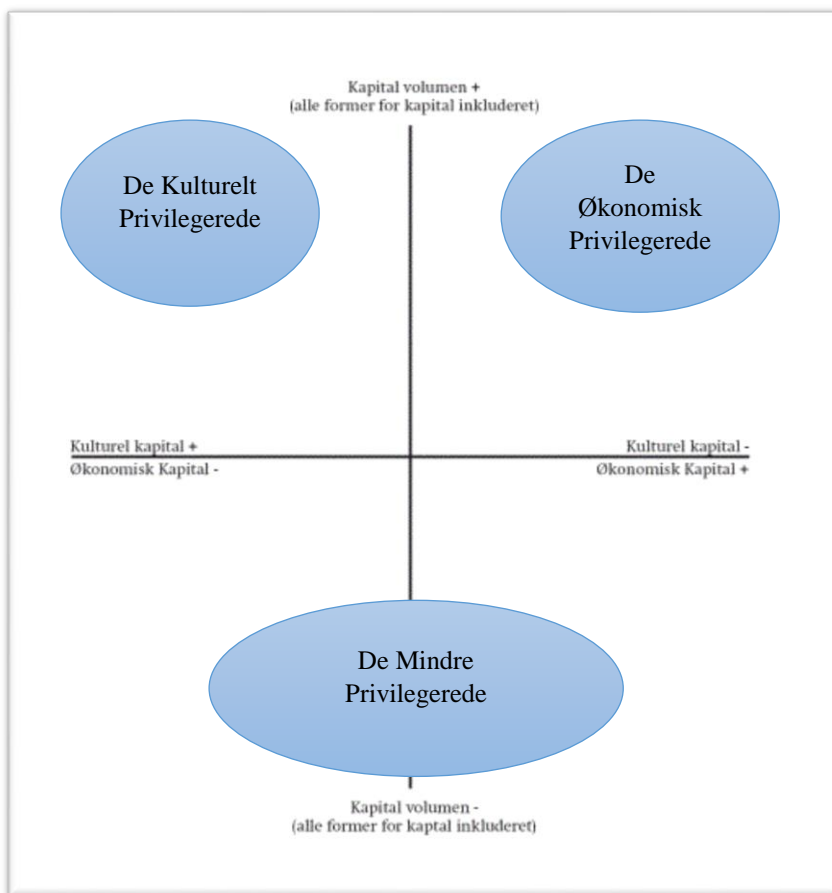 Kapital volumen +
(alle former for kapital inkluderet)
De Kulturelt
Privilegerede
De
Økonomisk
Privilegerede
Kulturel kapital +
Økonomisk Kapital -
Kulturel kapital -
Økonomisk Kapital +
De Mindre
Privilegerede
Kapital volumen -
(alle former for kaptal inkluderet)